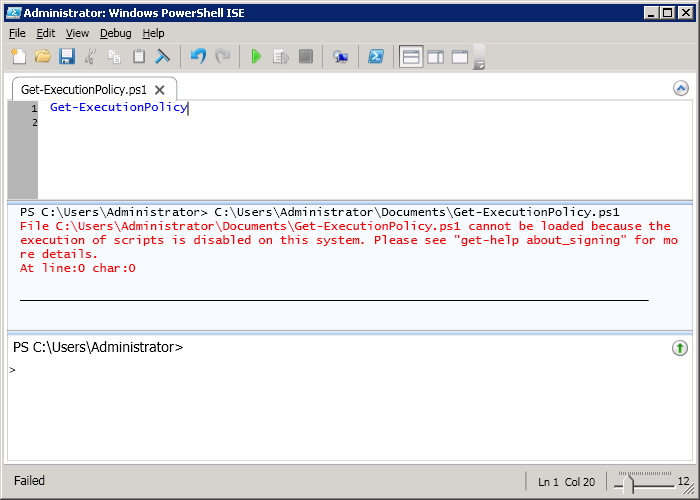 Administrator: Windows PowerShell ISE
File Edit View Debug Help
Get-ExecutionPolicy.ps1
1 Get-ExecutionPolicy
2
PS C:\Users\Administrator> C:\Users\Administrator\Documents\Get-ExecutionPolicy.ps1
File C:\Users\Administrator\Documents\Get-ExecutionPolicy.ps1 cannot be loaded because the
execution of scripts is disabled on this system. Please see "get-help about_signing" for mo
re details.
At line:0 char:0
PS C:\Users\Administrator>
>
Failed Ln 1 Col 20 12